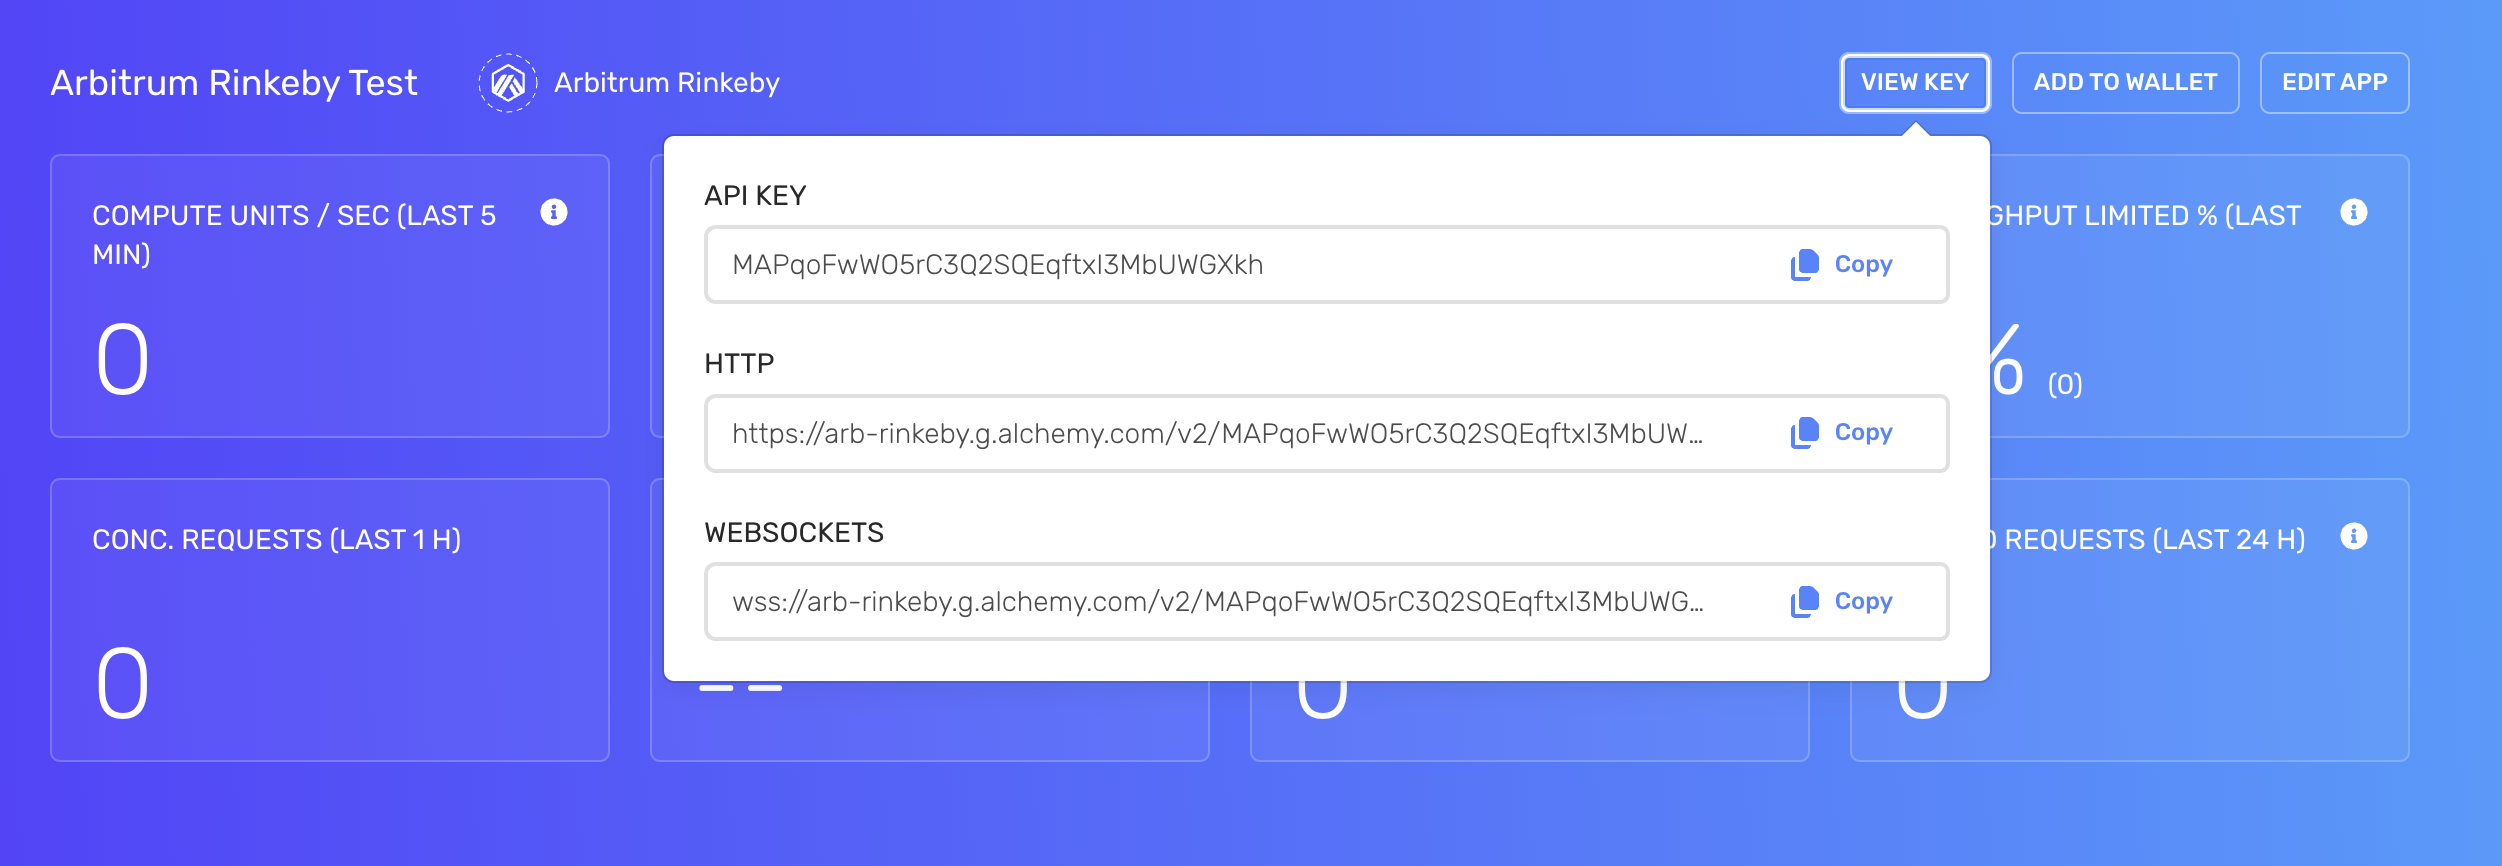 Arbitrum Rinkeby Test
Arbitrum Rinkeby
VIEW KEY
ADD TO WALLET
EDIT APP
COMPUTE UNITS / SEC (LAST 5
MIN)
0
API KEY
MAPqoFwWO5rC3Q2SQEqftxI3MbUWGXkh
Copy
HTTP
https://arb-rinkeby.g.alchemy.com/v2/MAPqoFwWO5rC3Q2SQEqftxI3MbUW...
Copy
WEBSOCKETS
wss://arb-rinkeby.g.alchemy.com/v2/MAPqoFwWO5rC3Q2SQEqftxI3MbUWG...
Copy
GHPUT LIMITED % (LAST
% (0)
CONC. REQUESTS (LAST 1 H)
0
REQUESTS (LAST 24 H)
0
0